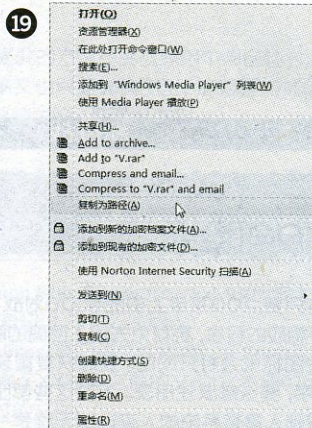 19
打开(O)
资源管理器(X)
在此处打开命令窗口(W)
搜索(E)...
添加到 "Windows Media Player" 列表(W)
使用 Media Player 播放(P)
共享(H)...
Add to archive...
Add to "V.rar"
Compress and email...
Compress to "V.rar" and email
复制为路径(A)
添加到新的加密档案文件(A)...
添加到现有的加密文件(D)...
使用 Norton Internet Security 扫描(A)
发送到(N)
剪切(T)
复制(C)
创建快捷方式(S)
删除(D)
重命名(M)
属性(R)